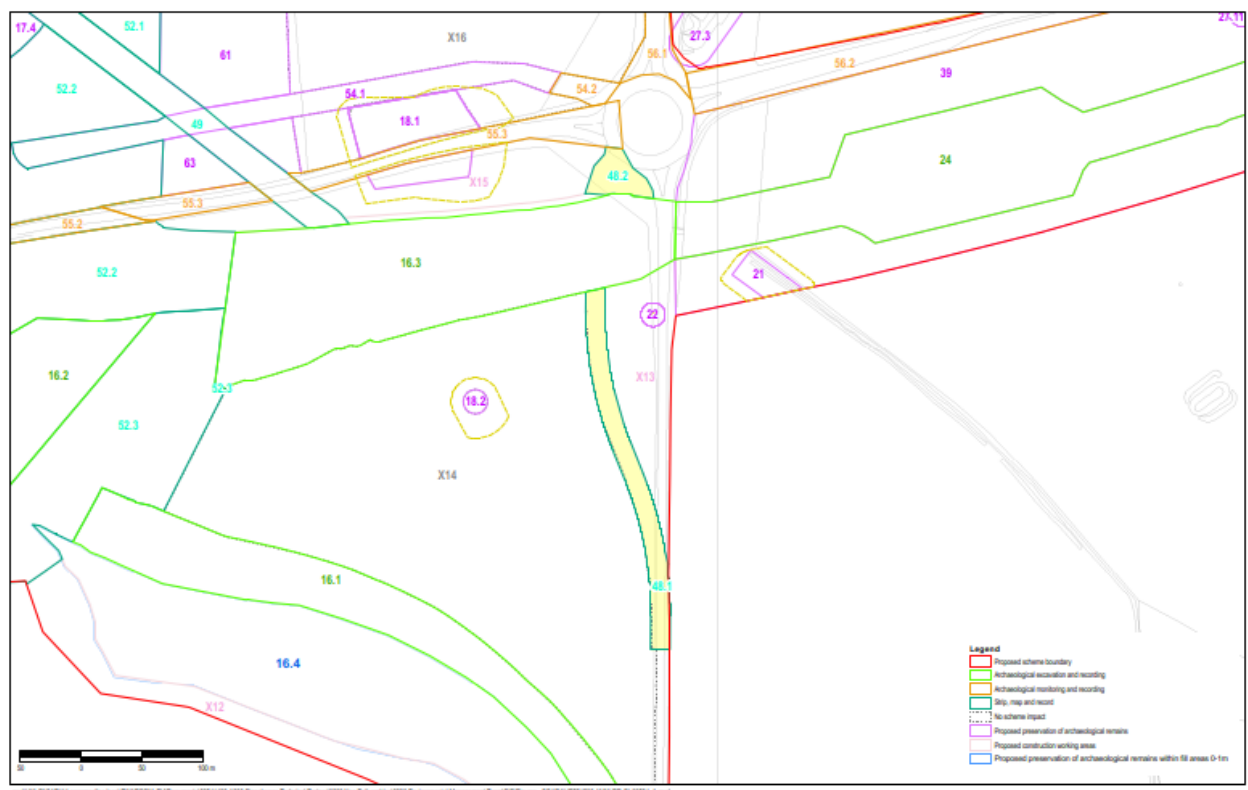 17.4
52.1
61
X16
56.1
27.3
27.11
52.2
54.1
54.2
56.2
39
49
18.1
55.3
63
24
48.2
X15
55.3
55.2
52.2
16.3
21
22
16.2
52.3
X13
18.2
52.3
X14
16.1
48.1
16.4
X12
Legend
Proposed scheme boundary
Archaeological excavation and recording
Archaeological monitoring and recording
Strip, map and record
No scheme impact
Proposed preservation of archaeological remains
Proposed construction working areas
Proposed preservation of archaeological remains within fill areas 0-1m
50 0 50 100 m